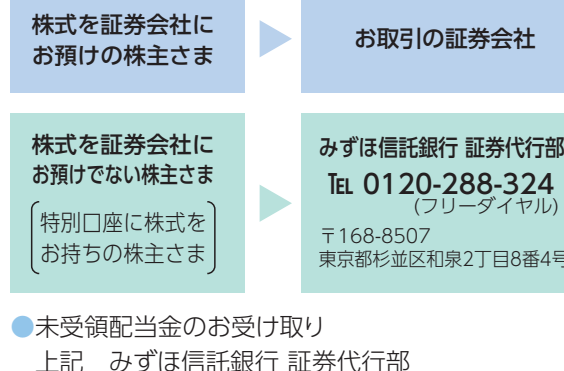 株式を証券会社に
お預けの株主さま
お取引の証券会社
株式を証券会社に
お預けでない株主さま
(特別口座に株式を
お持ちの株主さま)
みずほ信託銀行 証券代行部
TEL 0120-288-324
(フリーダイヤル)
〒168-8507
東京都杉並区和泉2丁目8番4号
●未受領配当金のお受け取り
上記 みずほ信託銀行 証券代行部